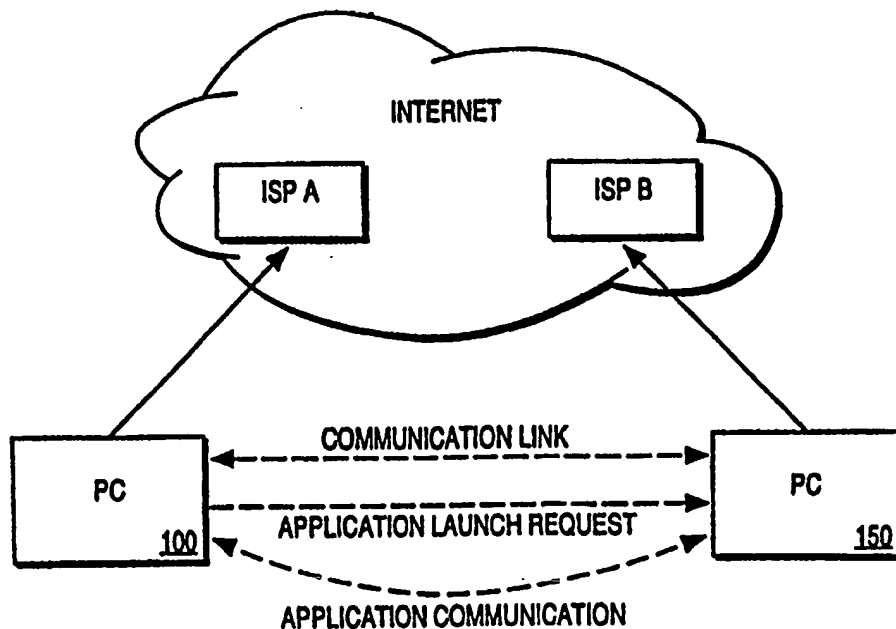 INTERNET
ISP A
ISP B
COMMUNICATION LINK
PC
PC
APPLICATION LAUNCH REQUEST
100
150
APPLICATION COMMUNICATION